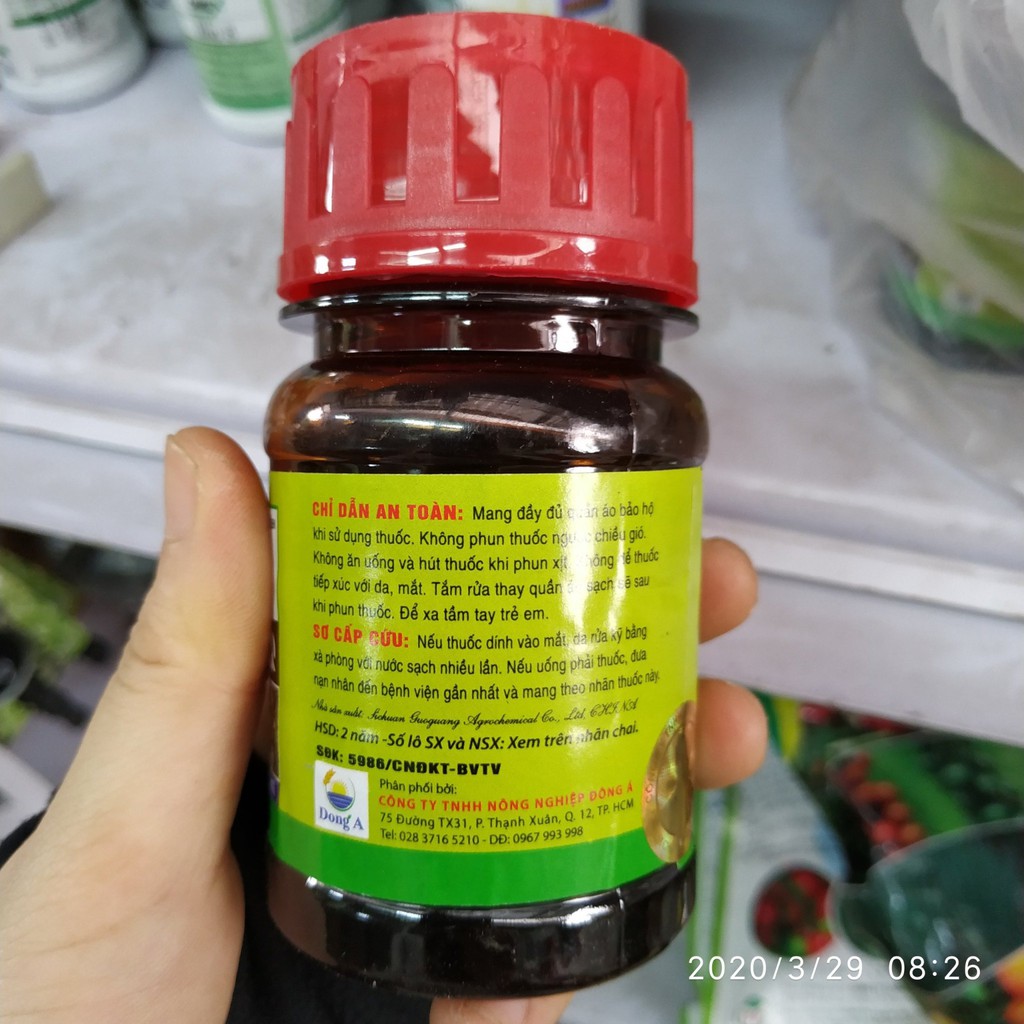 CHỈ DẪN AN TOÀN: Mang đầy đủ quần áo bảo hộ
khi sử dụng thuốc. Không phun thuốc ngược chiều gió.
Không ăn uống và hút thuốc khi phun xịt. Không để thuốc
tiếp xúc với da, mắt. Tắm rửa thay quần áo sạch sẽ sau
khi phun thuốc. Để xa tầm tay trẻ em.
SƠ CẤP CỨU: Nếu thuốc dính vào mắt, da rửa kỹ bằng
xà phòng với nước sạch nhiều lần. Nếu uống phải thuốc, đưa
nạn nhân đến bệnh viện gần nhất và mang theo nhãn thuốc này.
Nhà sản xuất: Sichuan Guoguang Agrochemical Co., Ltd, CHINA
HSD: 2 năm -Số lô SX và NSX: Xem trên nhãn chai.
SĐK: 5986/CNĐKT-BVTV
Phân phối bởi:
CÔNG TY TNHH NÔNG NGHIỆP ĐÔNG Á
75 Đường TX31, P. Thạnh Xuân, Q. 12, TP. HCM
Tel: 028 3716 5210 - DĐ: 0967 993 998
Dong A
2020/3/29 08:26